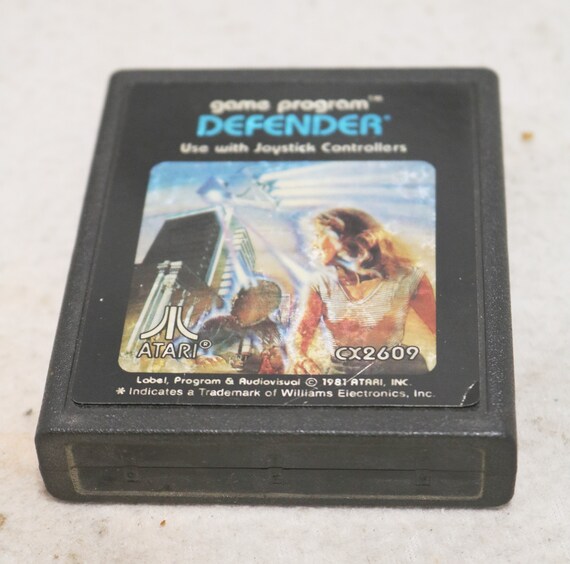 game program™
DEFENDER*
Use with Joystick Controllers
ATARI®
CX2609
Label, Program & Audiovisual © 1981 ATARI, INC.
* Indicates a Trademark of Williams Electronics, Inc.